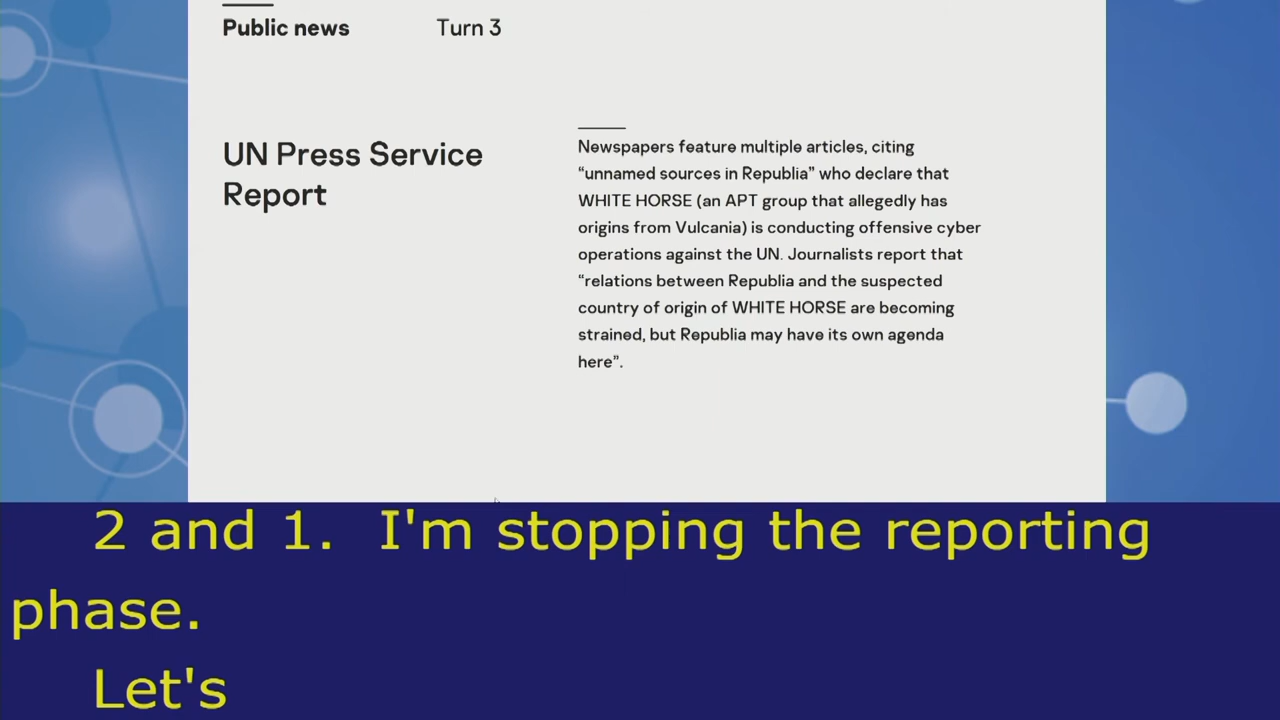 Public news
Turn 3
UN Press Service
Report
Newspapers feature multiple articles, citing
“unnamed sources in Republia” who declare that
WHITE HORSE (an APT group that allegedly has
origins from Vulcania) is conducting offensive cyber
operations against the UN. Journalists report that
“relations between Republia and the suspected
country of origin of WHITE HORSE are becoming
strained, but Republia may have its own agenda
here”.
2 and 1. I'm stopping the reporting
phase.
Let's